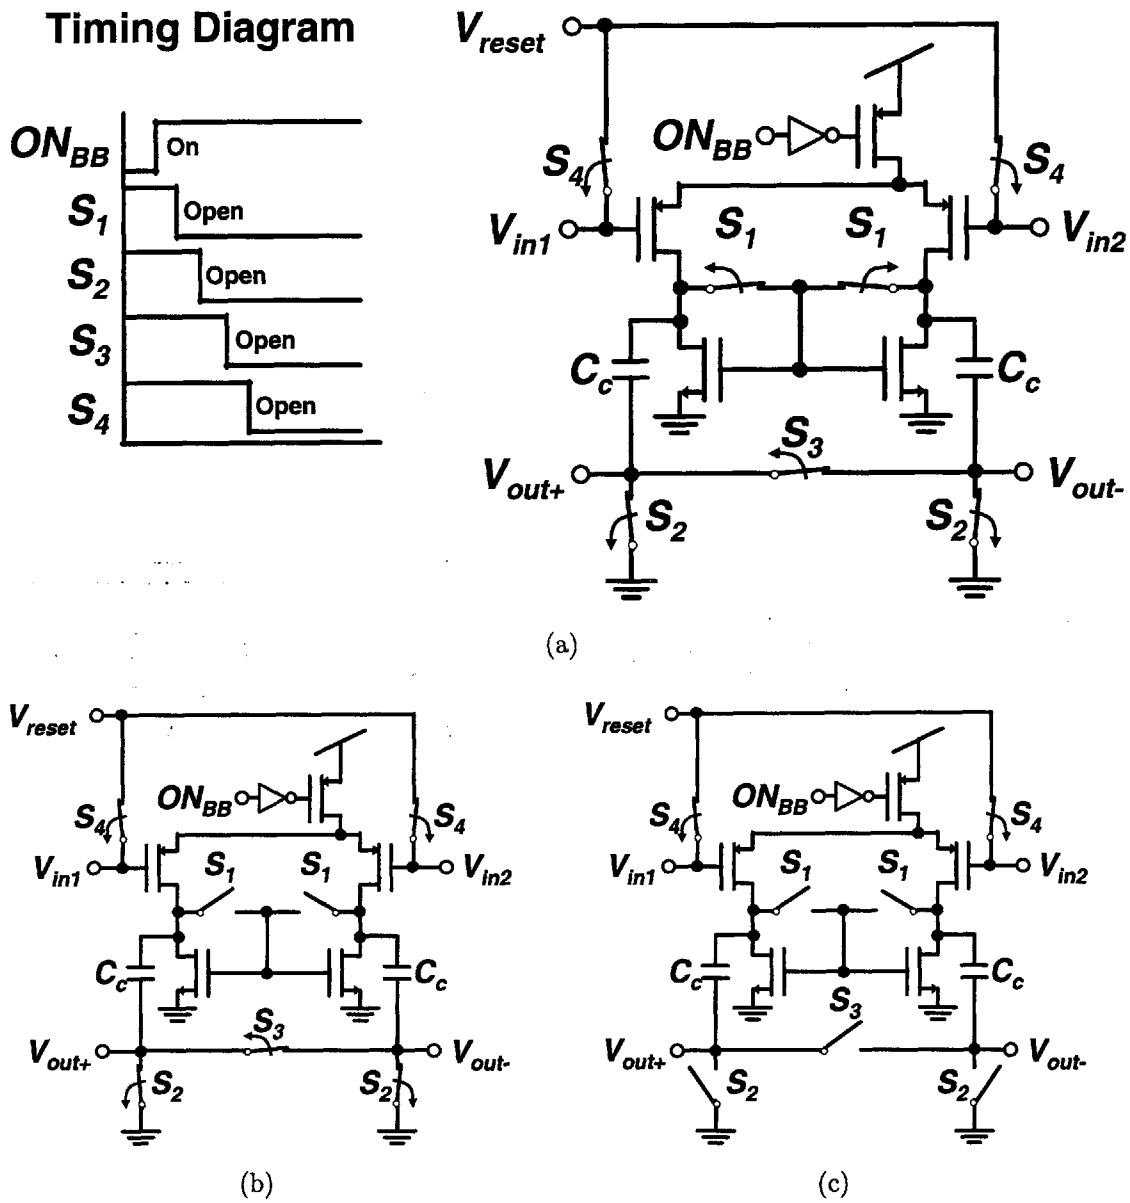 Timing Diagram
ON_BB On
S_1 Open
S_2 Open
S_3 Open
S_4 Open
V_reset
ON_BB
S_4 S_4
V_in1 S_1 S_1 V_in2
C_c C_c
S_3
V_out+ V_out-
S_2 S_2
(a)
V_reset
ON_BB
S_4 S_4
V_in1 S_1 S_1 V_in2
C_c C_c
S_3
V_out+ V_out-
S_2 S_2
(b)
V_reset
ON_BB
S_4 S_4
V_in1 S_1 S_1 V_in2
C_c C_c
S_3
V_out+ V_out-
S_2 S_2
(c)